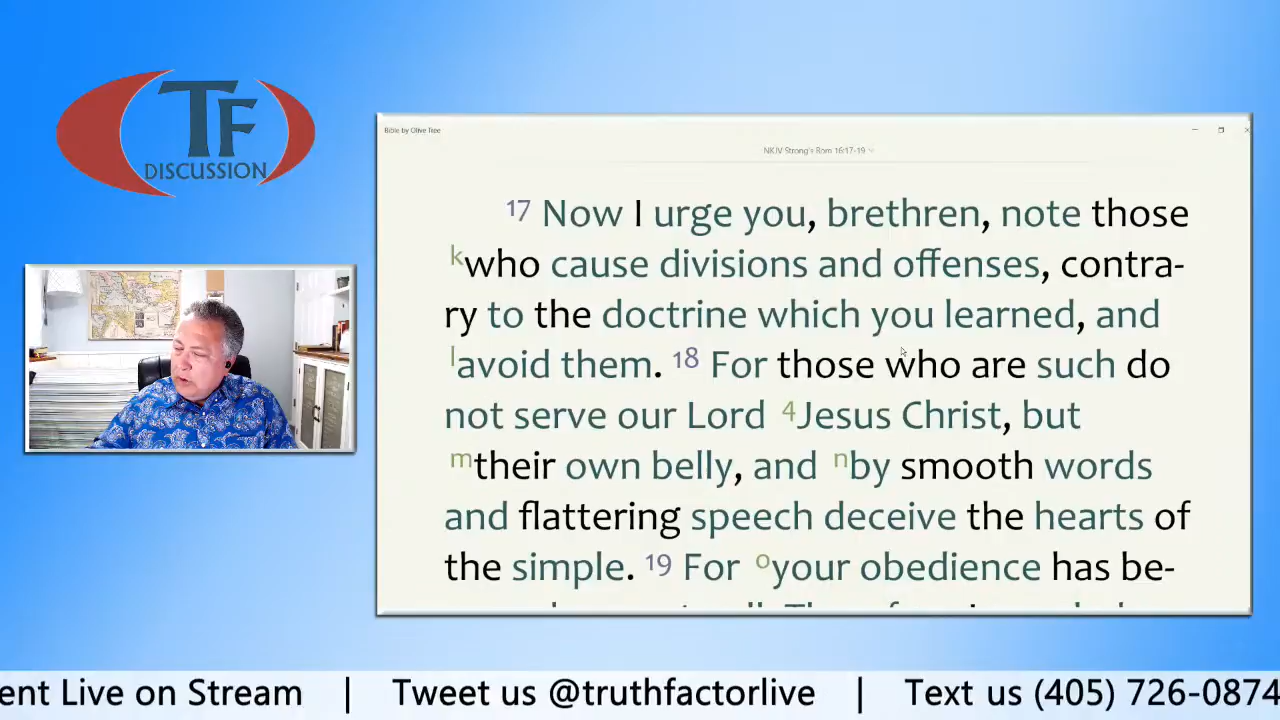 TF
DISCUSSION
Bible by Olive Tree
NKJV Strong's Rom 16:17-19
17 Now I urge you, brethren, note those
kwho cause divisions and offenses, contra-
ry to the doctrine which you learned, and
lavoid them. 18 For those who are such do
not serve our Lord 4Jesus Christ, but
mtheir own belly, and nby smooth words
and flattering speech deceive the hearts of
the simple. 19 For oyour obedience has be-
ent Live on Stream | Tweet us @truthfactorlive | Text us (405) 726-0874